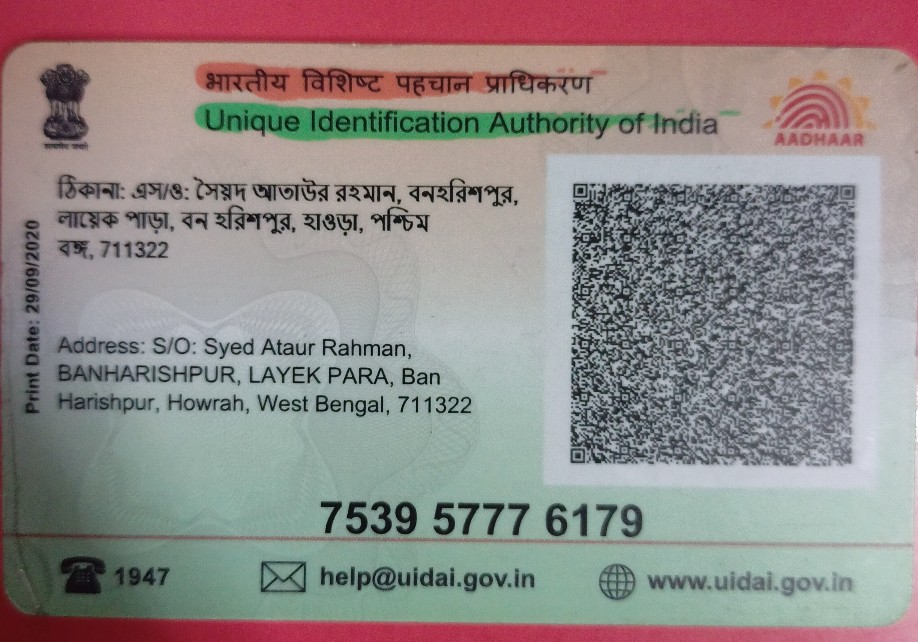 भारतीय विशिष्ट पहचान प्राधिकरण
Unique Identification Authority of India
AADHAAR
ঠিকানা: এস/ও: সৈয়দ আতাউর রহমান, বনহরিশপুর,
লায়েক পাড়া, বন হরিশপুর, হাওড়া, পশ্চিম
বঙ্গ, 711322
Print Date: 29/09/2020
Address: S/O: Syed Ataur Rahman,
BANHARISHPUR, LAYEK PARA, Ban
Harishpur, Howrah, West Bengal, 711322
7539 5777 6179
1947 help@uidai.gov.in www.uidai.gov.in